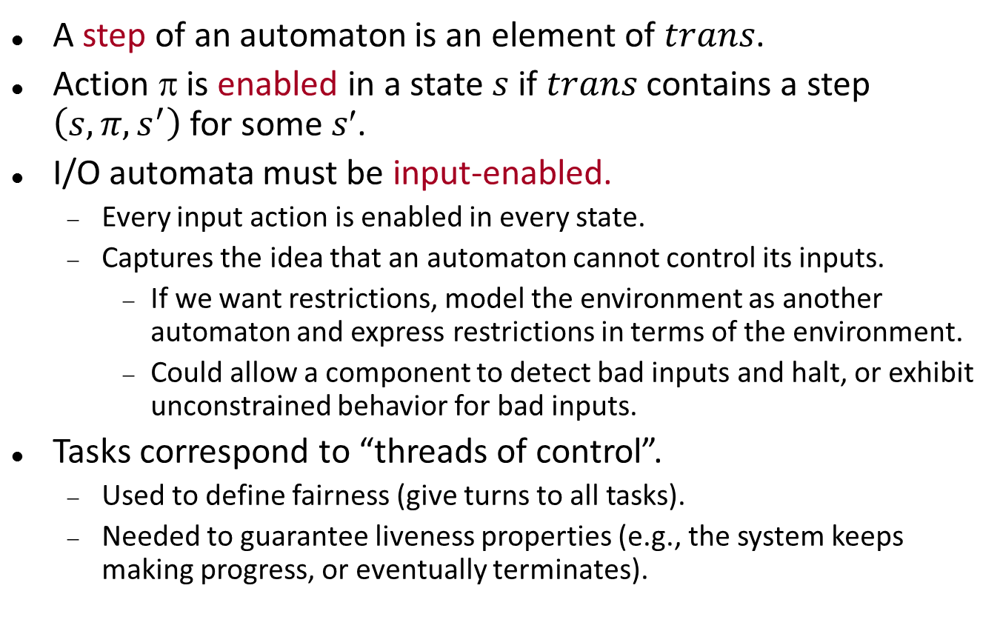 • A step of an automaton is an element of 𝑡𝑟𝑎𝑛𝑠.
• Action π is enabled in a state 𝑠 if 𝑡𝑟𝑎𝑛𝑠 contains a step
(𝑠, 𝜋, 𝑠′) for some 𝑠′.
• I/O automata must be input-enabled.
– Every input action is enabled in every state.
– Captures the idea that an automaton cannot control its inputs.
– If we want restrictions, model the environment as another
automaton and express restrictions in terms of the environment.
– Could allow a component to detect bad inputs and halt, or exhibit
unconstrained behavior for bad inputs.
• Tasks correspond to “threads of control”.
– Used to define fairness (give turns to all tasks).
– Needed to guarantee liveness properties (e.g., the system keeps
making progress, or eventually terminates).